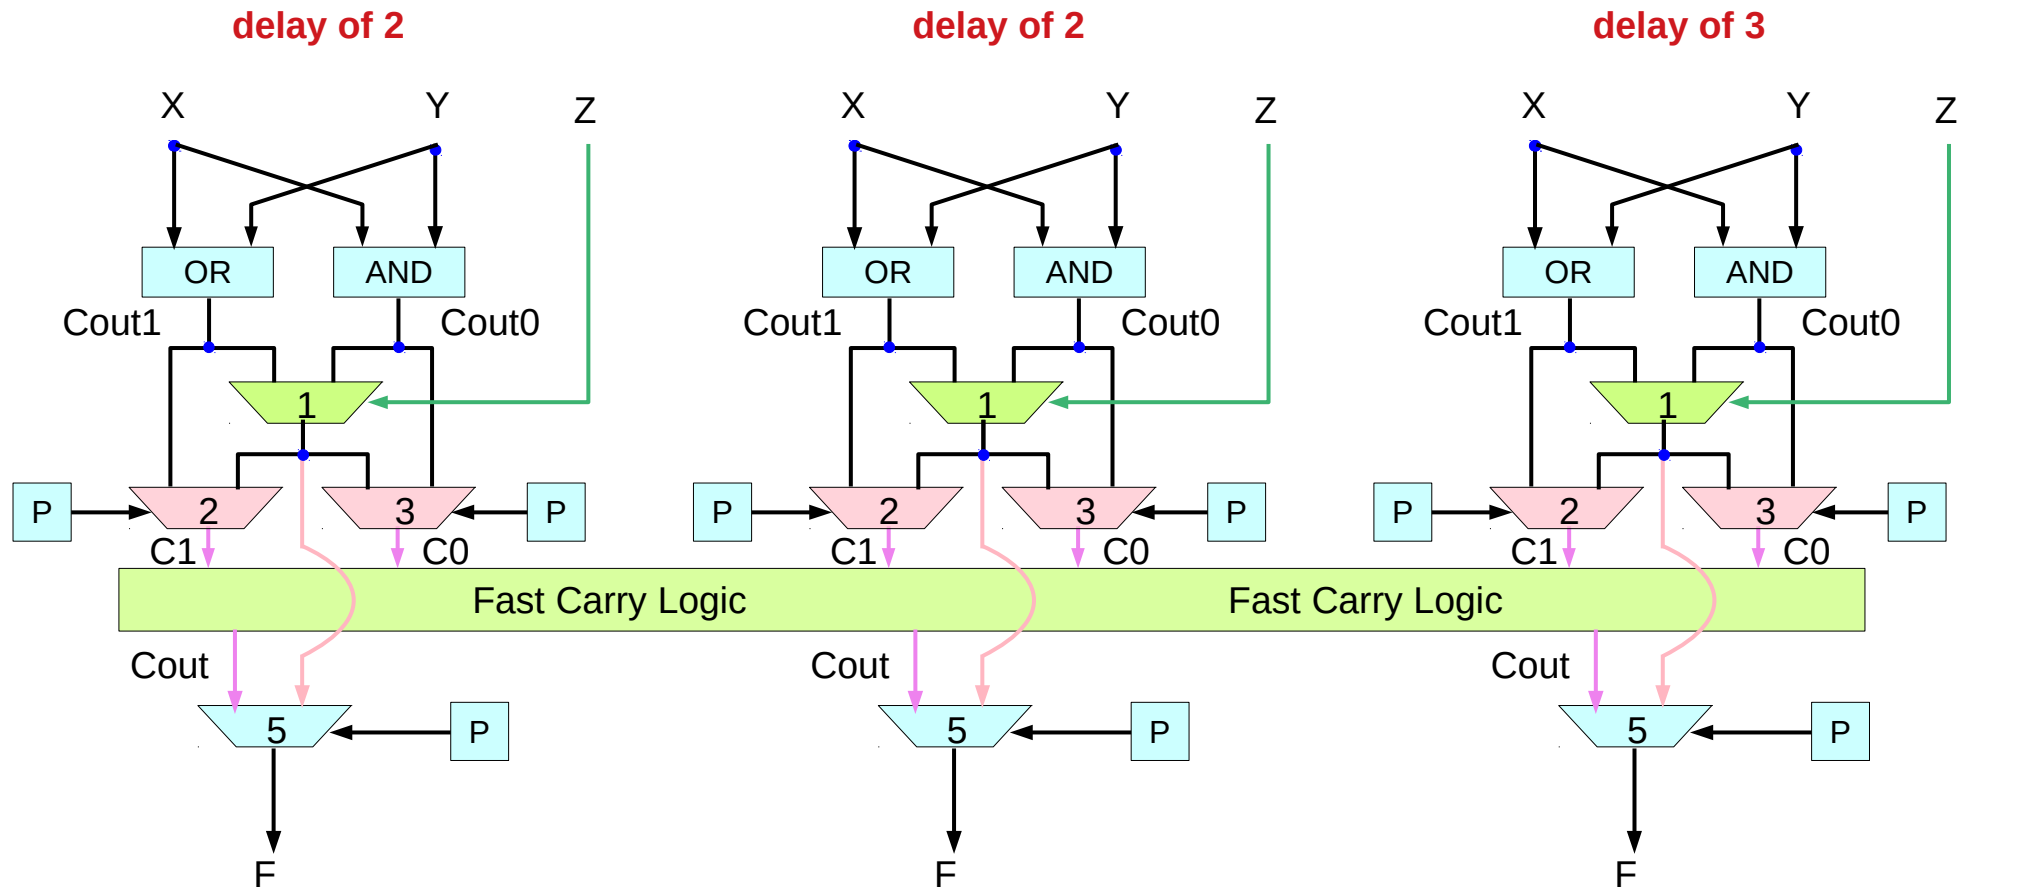 delay of 2 delay of 2 delay of 3
X Y Z X Y Z X Y Z
OR AND OR AND OR AND
Cout1 Cout0 Cout1 Cout0 Cout1 Cout0
1 1 1
P 2 3 P P 2 3 P P 2 3 P
C1 C0 C1 C0 C1 C0
Fast Carry Logic Fast Carry Logic
Cout Cout Cout
5 P 5 P 5 P
F F F